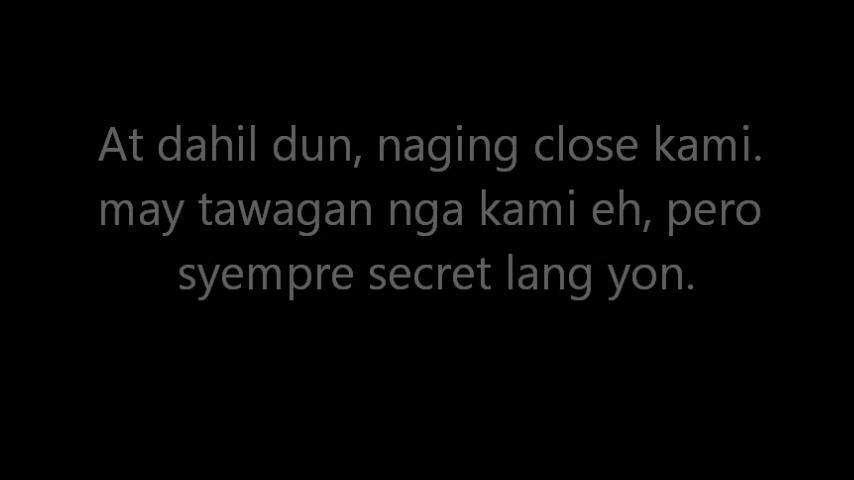 At dahil dun, naging close kami.
may tawagan nga kami eh, pero
syempre secret lang yon.